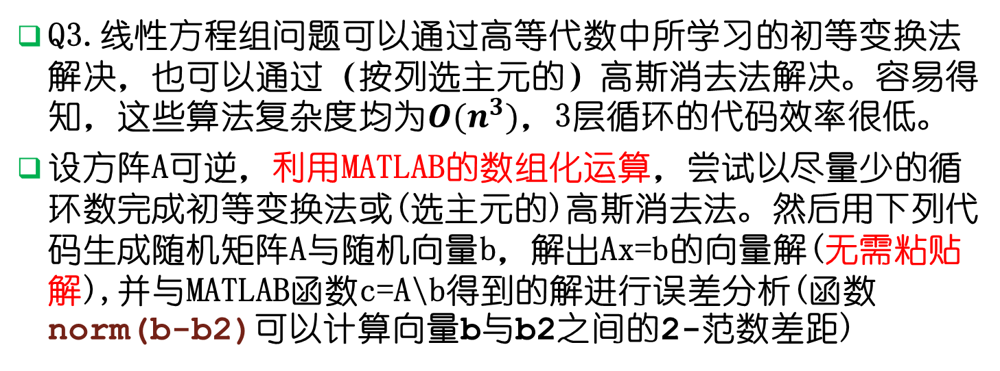 Q3.线性方程组问题可以通过高等代数中所学习的初等变换法
解决，也可以通过（按列选主元的）高斯消去法解决。容易得
知，这些算法复杂度均为O(n³)，3层循环的代码效率很低。
设方阵A可逆，利用MATLAB的数组化运算，尝试以尽量少的循
环数完成初等变换法或(选主元的)高斯消去法。然后用下列代
码生成随机矩阵A与随机向量b，解出Ax=b的向量解(无需粘贴
解),并与MATLAB函数c=A\b得到的解进行误差分析(函数
norm(b-b2)可以计算向量b与b2之间的2-范数差距)